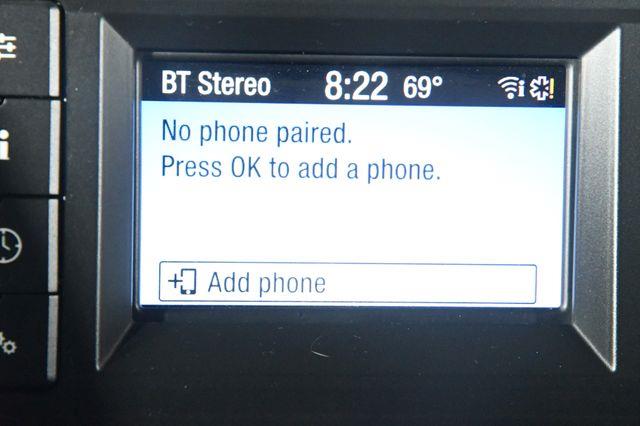 BT Stereo 8:22 69°
No phone paired.
Press OK to add a phone.
Add phone